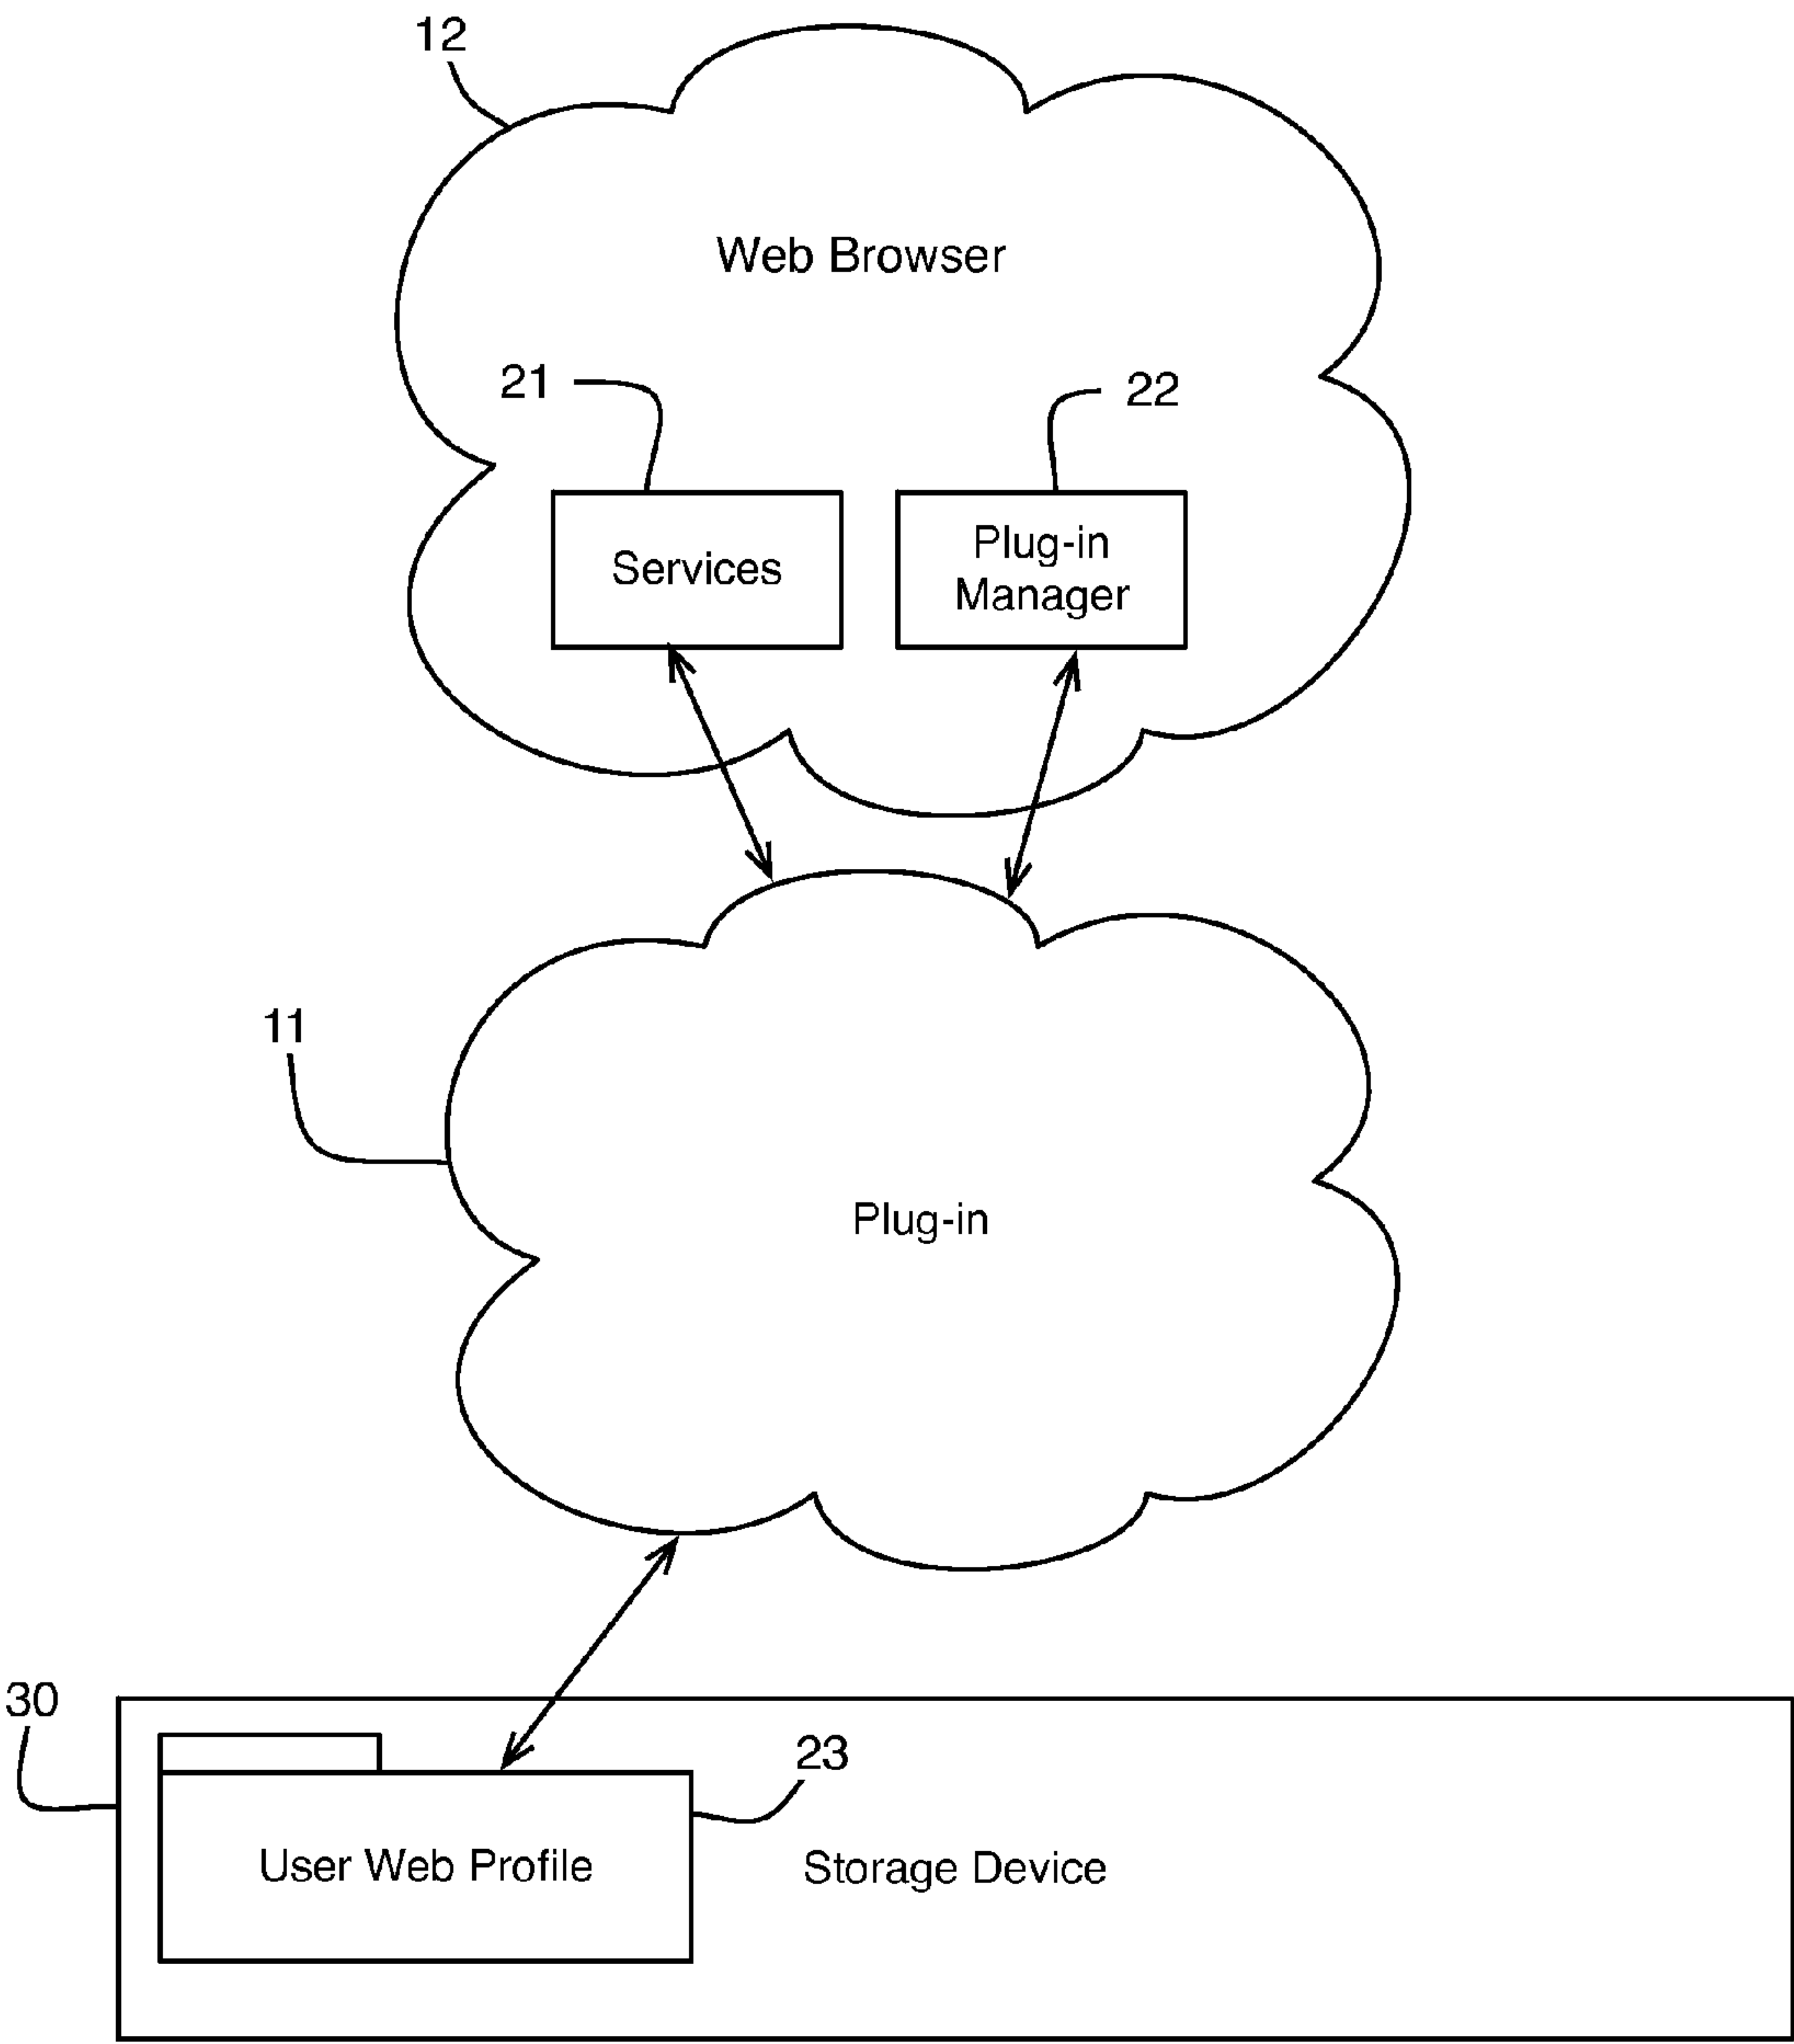 12
Web Browser
21
22
Services
Plug-in
Manager
11
Plug-in
30
23
User Web Profile
Storage Device